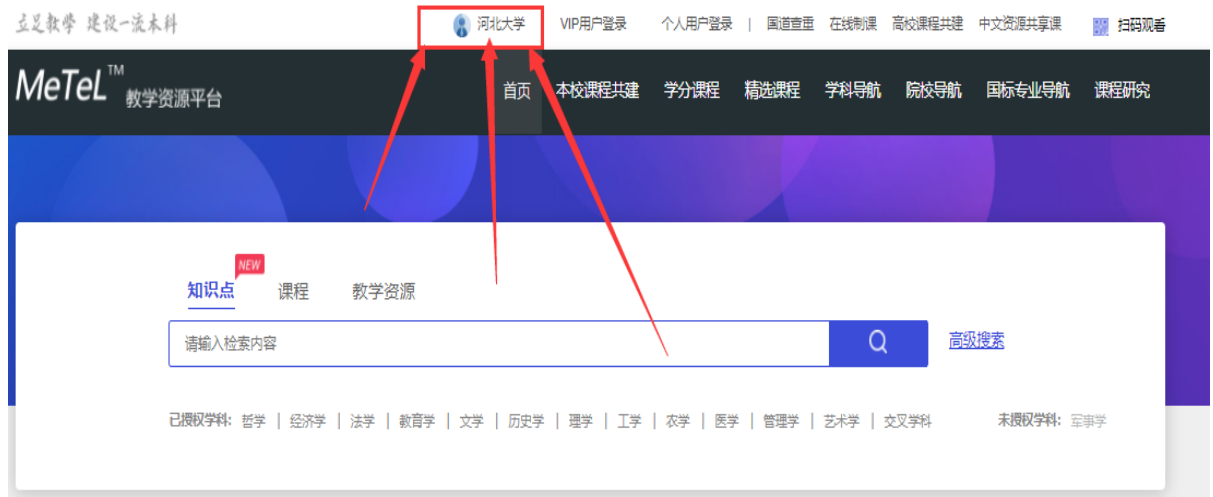 立足教学 建设一流本科
河北大学 VIP用户登录 个人用户登录 | 国道查重 在线制课 高校课程共建 中文资源共享课 扫码观看
MeTeL™ 教学资源平台
首页 本校课程共建 学分课程 精选课程 学科导航 院校导航 国标专业导航 课程研究
NEW
知识点 课程 教学资源
请输入检索内容
高级搜索
已授权学科: 哲学 | 经济学 | 法学 | 教育学 | 文学 | 历史学 | 理学 | 工学 | 农学 | 医学 | 管理学 | 艺术学 | 交叉学科 未授权学科: 军事学